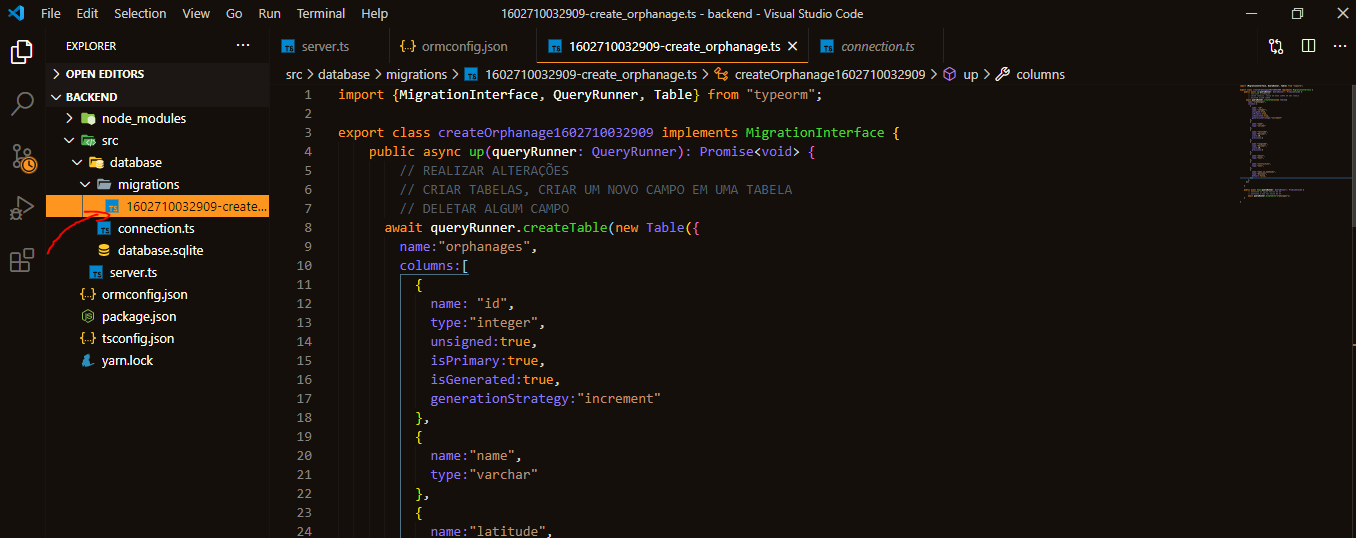 File Edit Selection View Go Run Terminal Help 1602710032909-create_orphanage.ts - backend - Visual Studio Code
EXPLORER
server.ts ormconfig.json 1602710032909-create_orphanage.ts connection.ts
OPEN EDITORS
BACKEND
node_modules
src
database
migrations
1602710032909-create...
connection.ts
database.sqlite
server.ts
ormconfig.json
package.json
tsconfig.json
yarn.lock
src > database > migrations > 1602710032909-create_orphanage.ts > createOrphanage1602710032909 > up > columns
1 import {MigrationInterface, QueryRunner, Table} from "typeorm";
2
3 export class createOrphanage1602710032909 implements MigrationInterface {
4 public async up(queryRunner: QueryRunner): Promise<void> {
5 // REALIZAR ALTERAÇÕES
6 // CRIAR TABELAS, CRIAR UM NOVO CAMPO EM UMA TABELA
7 // DELETAR ALGUM CAMPO
8 await queryRunner.createTable(new Table({
9 name:"orphanages",
10 columns:[
11 {
12 name: "id",
13 type:"integer",
14 unsigned:true,
15 isPrimary:true,
16 isGenerated:true,
17 generationStrategy:"increment"
18 },
19 {
20 name:"name",
21 type:"varchar"
22 },
23 {
24 name:"latitude",